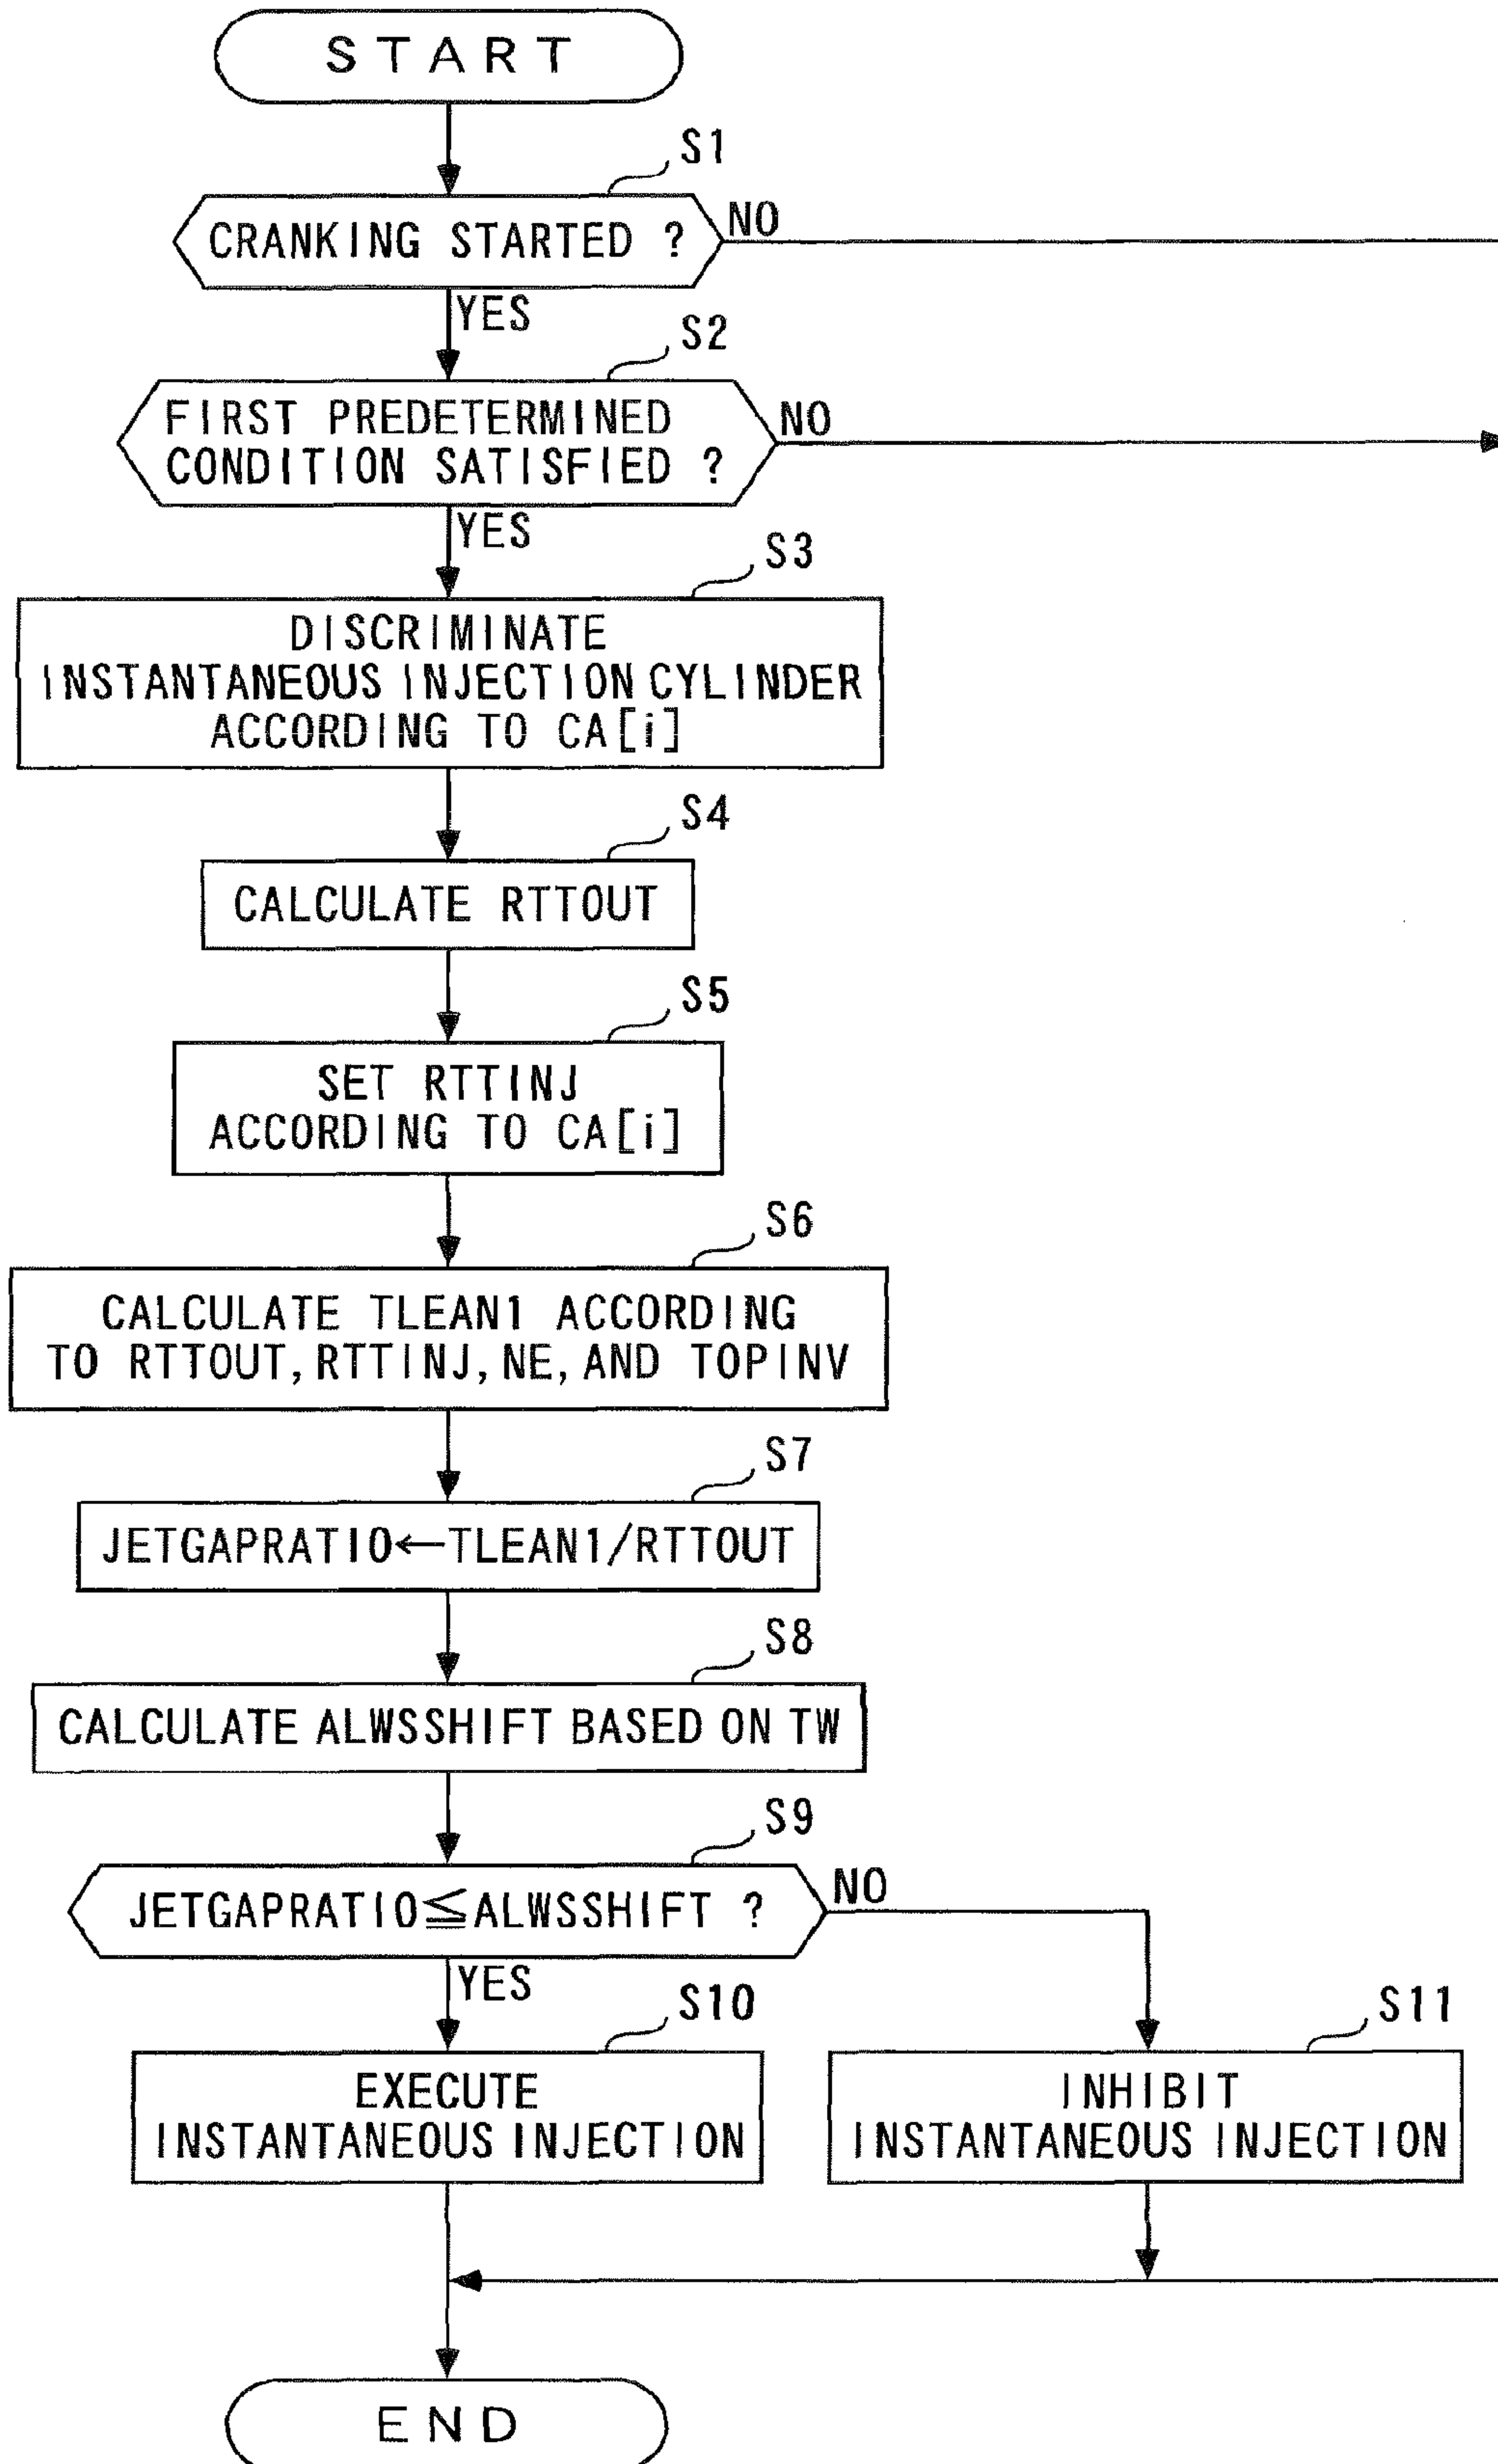 START
S1
CRANKING STARTED ?
NO
YES
S2
FIRST PREDETERMINED
CONDITION SATISFIED ?
NO
YES
S3
DISCRIMINATE
INSTANTANEOUS INJECTION CYLINDER
ACCORDING TO CA[i]
S4
CALCULATE RTTOUT
S5
SET RTTINJ
ACCORDING TO CA[i]
S6
CALCULATE TLEAN1 ACCORDING
TO RTTOUT, RTTINJ, NE, AND TOPINV
S7
JETGAPRATIO←TLEAN1/RTTOUT
S8
CALCULATE ALWSSHIFT BASED ON TW
S9
JETGAPRATIO≦ALWSSHIFT ?
NO
YES
S10
EXECUTE
INSTANTANEOUS INJECTION
S11
INHIBIT
INSTANTANEOUS INJECTION
END